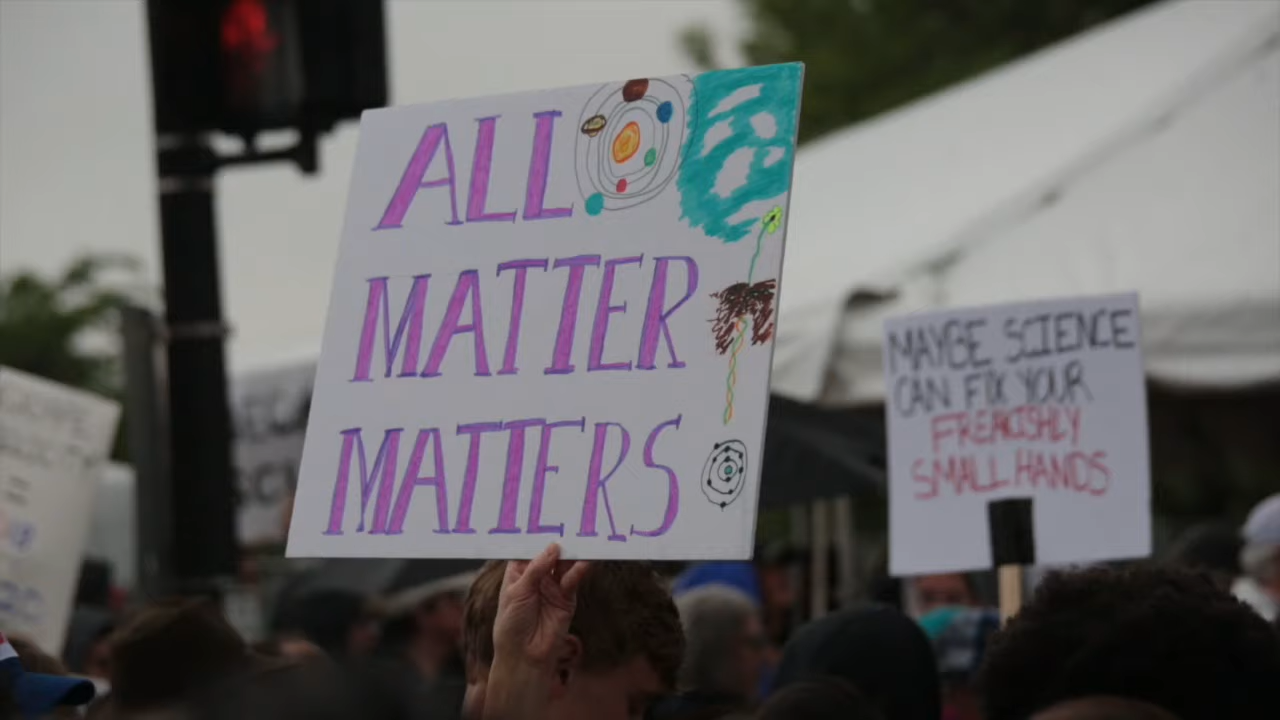 ALL
MATTER
MATTERS
MAYBE SCIENCE
CAN FIX YOUR
FREAKISHLY
SMALL HANDS